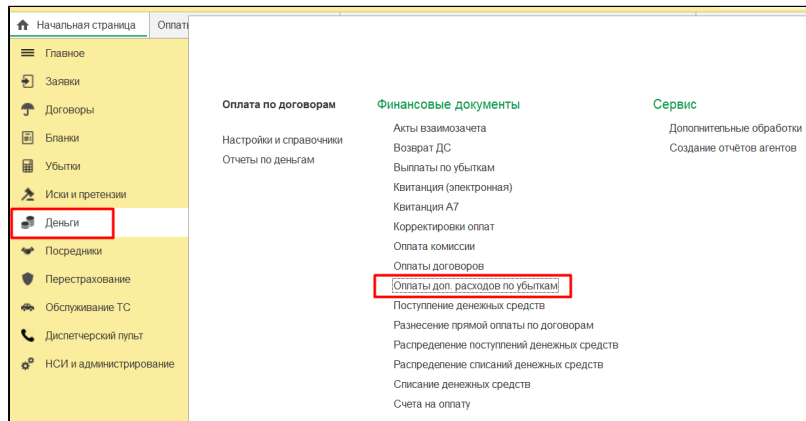 Начальная страница
Оплаты
Главное
Заявки
Договоры
Бланки
Убытки
Иски и претензии
Деньги
Посредники
Перестрахование
Обслуживание ТС
Диспетчерский пульт
НСИ и администрирование
Оплата по договорам
Настройки и справочники
Отчеты по деньгам
Финансовые документы
Акты взаимозачета
Возврат ДС
Выплаты по убыткам
Квитанция (электронная)
Квитанция А7
Корректировки оплат
Оплата комиссии
Оплаты договоров
Оплаты доп. расходов по убыткам
Поступление денежных средств
Разнесение прямой оплаты по договорам
Распределение поступлений денежных средств
Распределение списаний денежных средств
Списание денежных средств
Счета на оплату
Сервис
Дополнительные обработки
Создание отчётов агентов